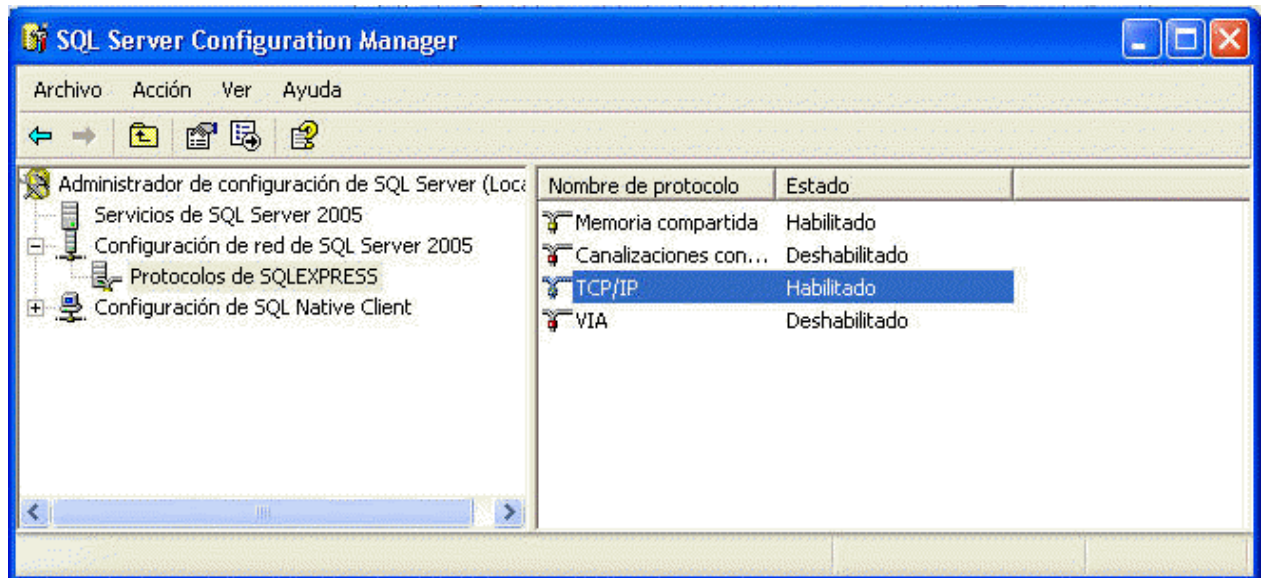 SQL Server Configuration Manager
Archivo Acción Ver Ayuda
Administrador de configuración de SQL Server (Loca
Servicios de SQL Server 2005
Configuración de red de SQL Server 2005
Protocolos de SQLEXPRESS
Configuración de SQL Native Client
Nombre de protocolo Estado
Memoria compartida Habilitado
Canalizaciones con... Deshabilitado
TCP/IP Habilitado
VIA Deshabilitado